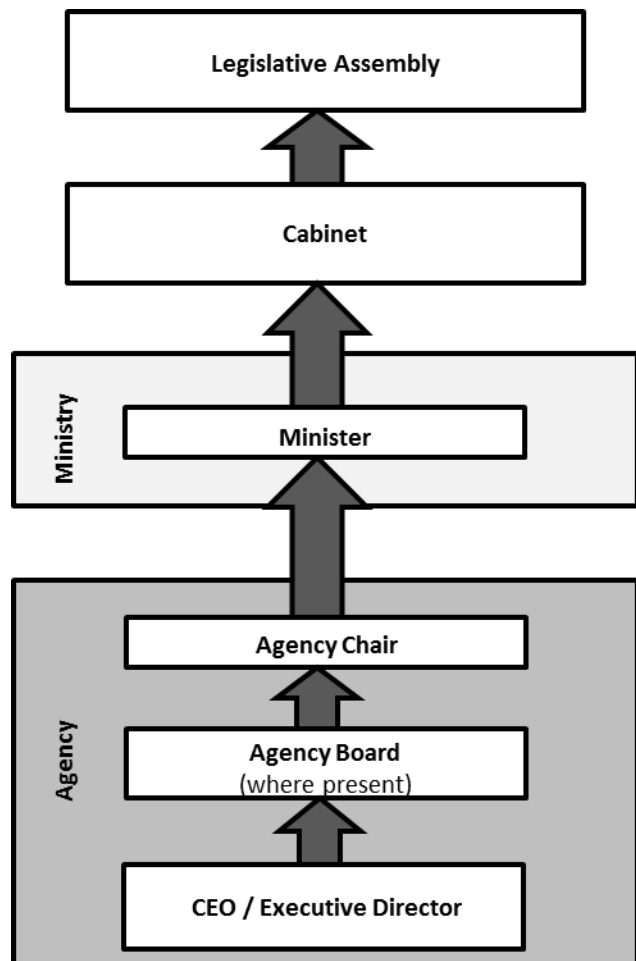 Legislative Assembly
Cabinet
Ministry
Minister
Agency
Agency Chair
Agency Board
(where present)
CEO / Executive Director